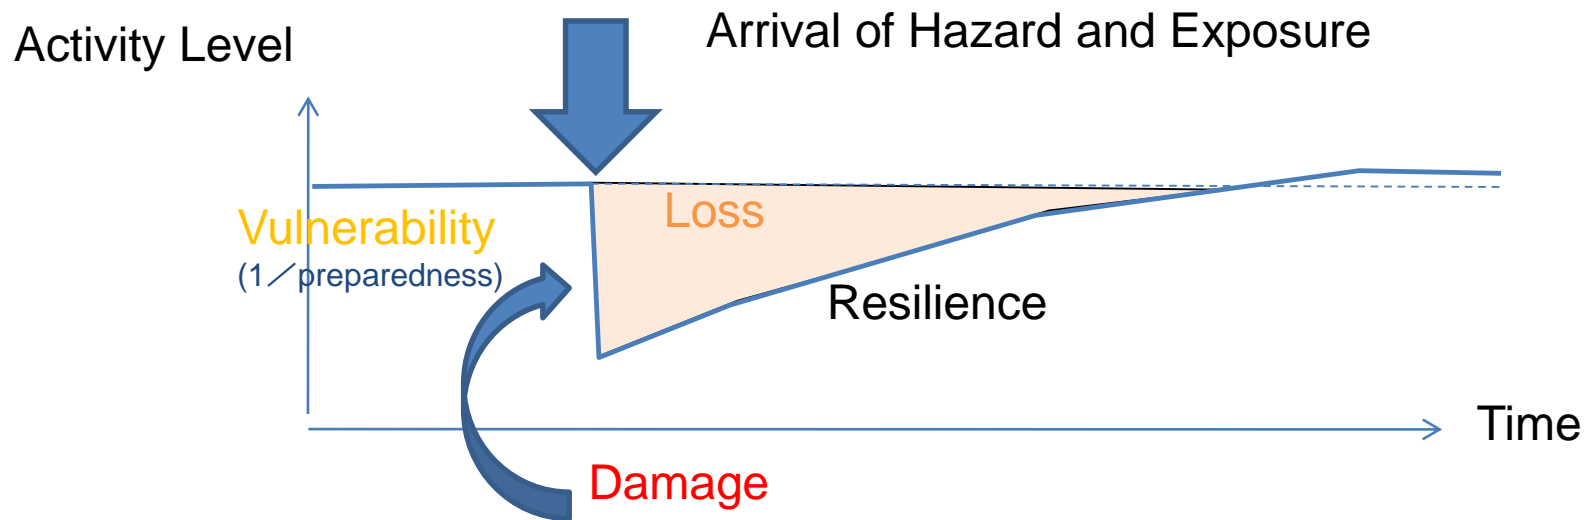 Activity Level
Arrival of Hazard and Exposure
Vulnerability
(1／preparedness)
Loss
Resilience
Time
Damage